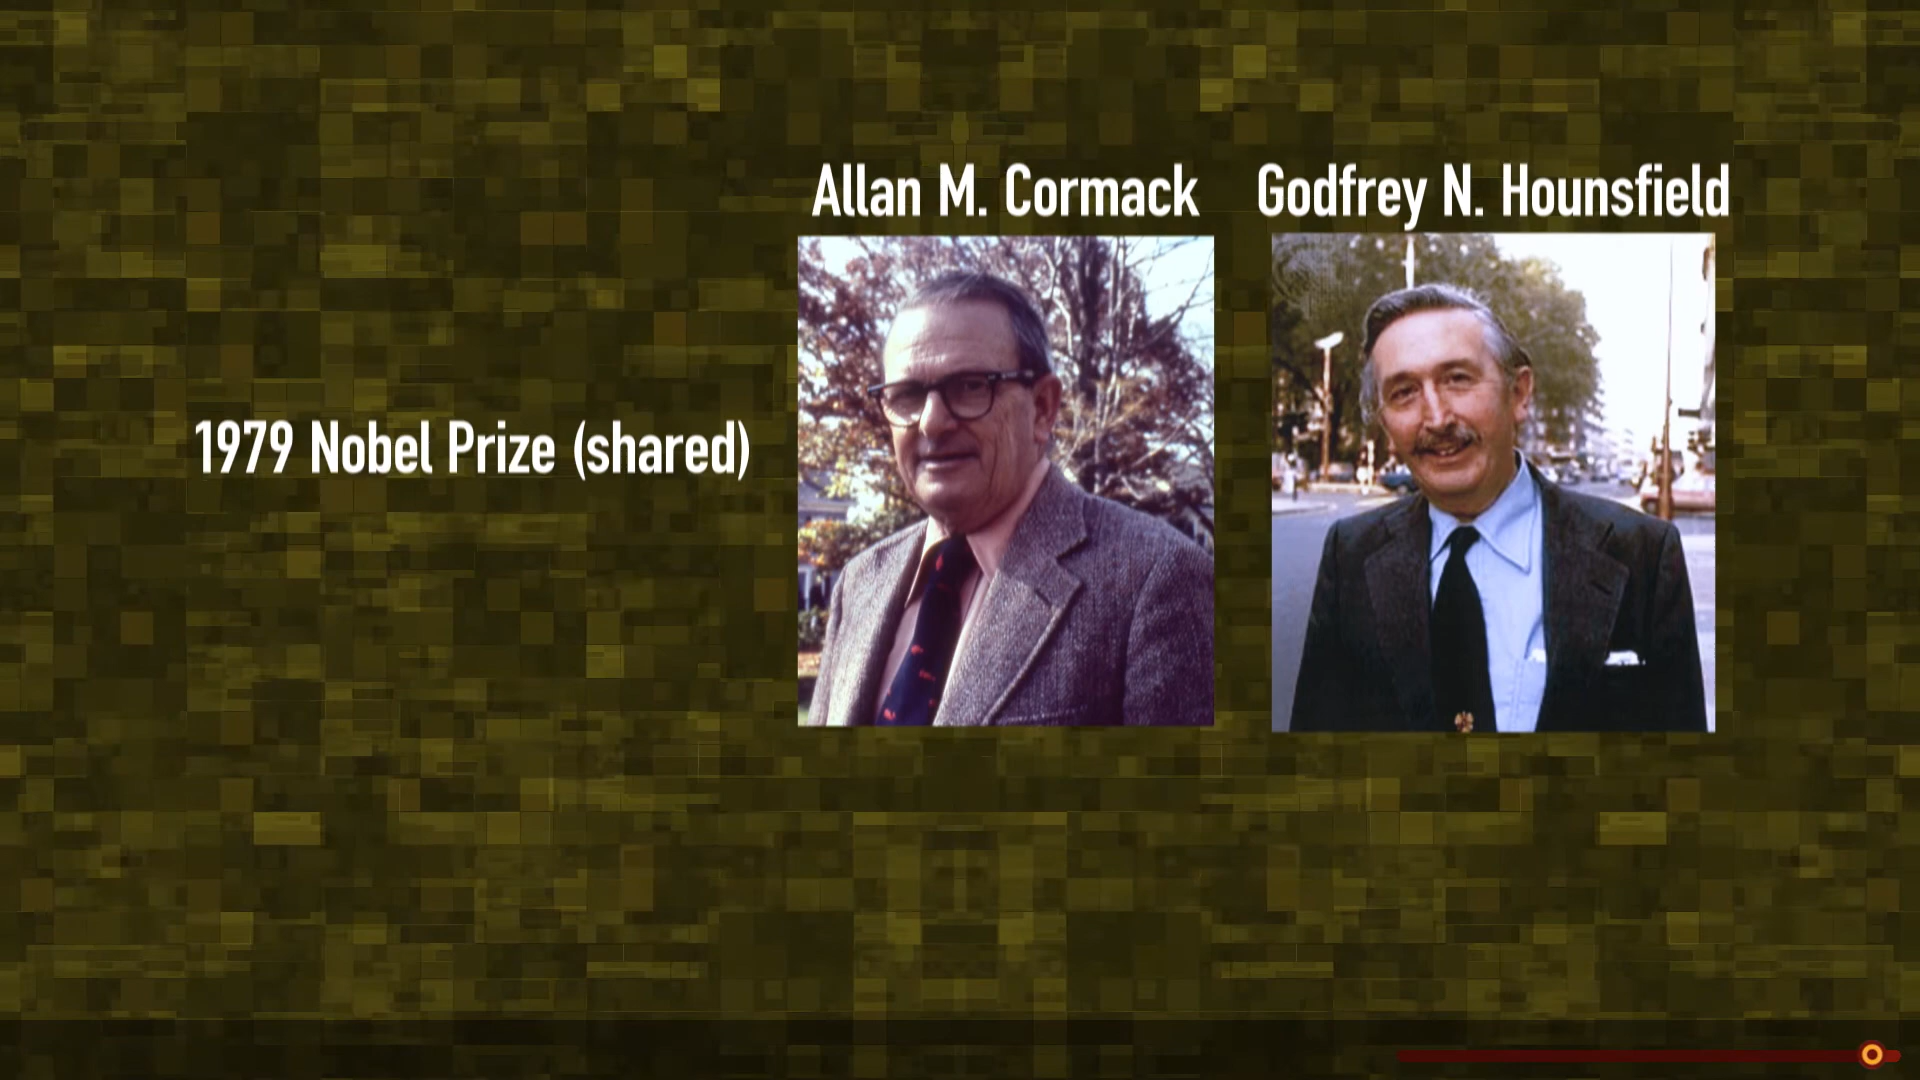 Allan M. Cormack
Godfrey N. Hounsfield
1979 Nobel Prize (shared)